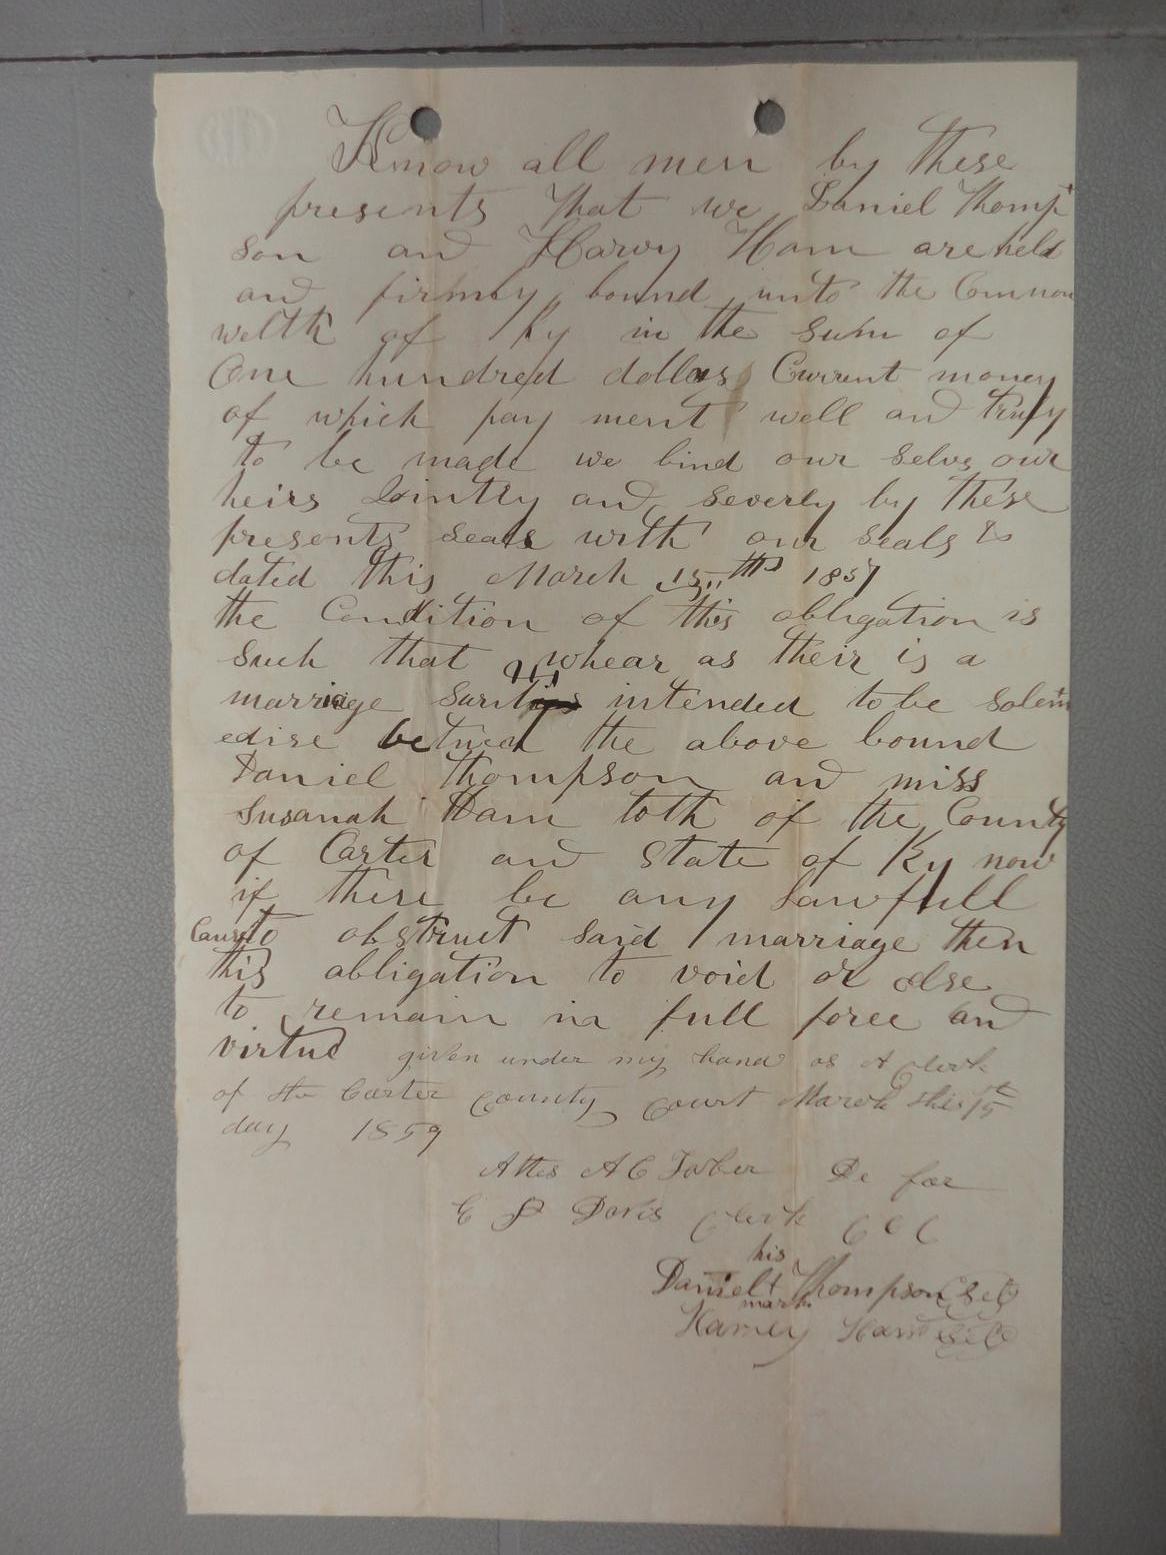 Know all men by these
presents that we Daniel Thomp
son and Harvy Ham are held
and firmly bound unto the Common
welth of Ky in the sum of
One hundred dollars Current money
of which pay ment well and truly
to be made we bind our selvs our
heirs Jointly and severly by these
presents seals with our seals &
dated this March 15th 1859
the Condition of this obligation is
such that whear as their is a
marriage intended to be solem
edise between the above bound
Daniel Thompson and miss
Susanah Ham both of the County
of Carter and State of Ky now
if there be any lawfull
Caus to obstruct said marriage then
this obligation to void or else
to remain in full force and
virtue given under my hand as A Clerk
of the Carter County Court March this 15th
day 1859
Attes A C De for
Davis Clerk C C C
his
Daniel + Thompson
mark
Harvey Ham